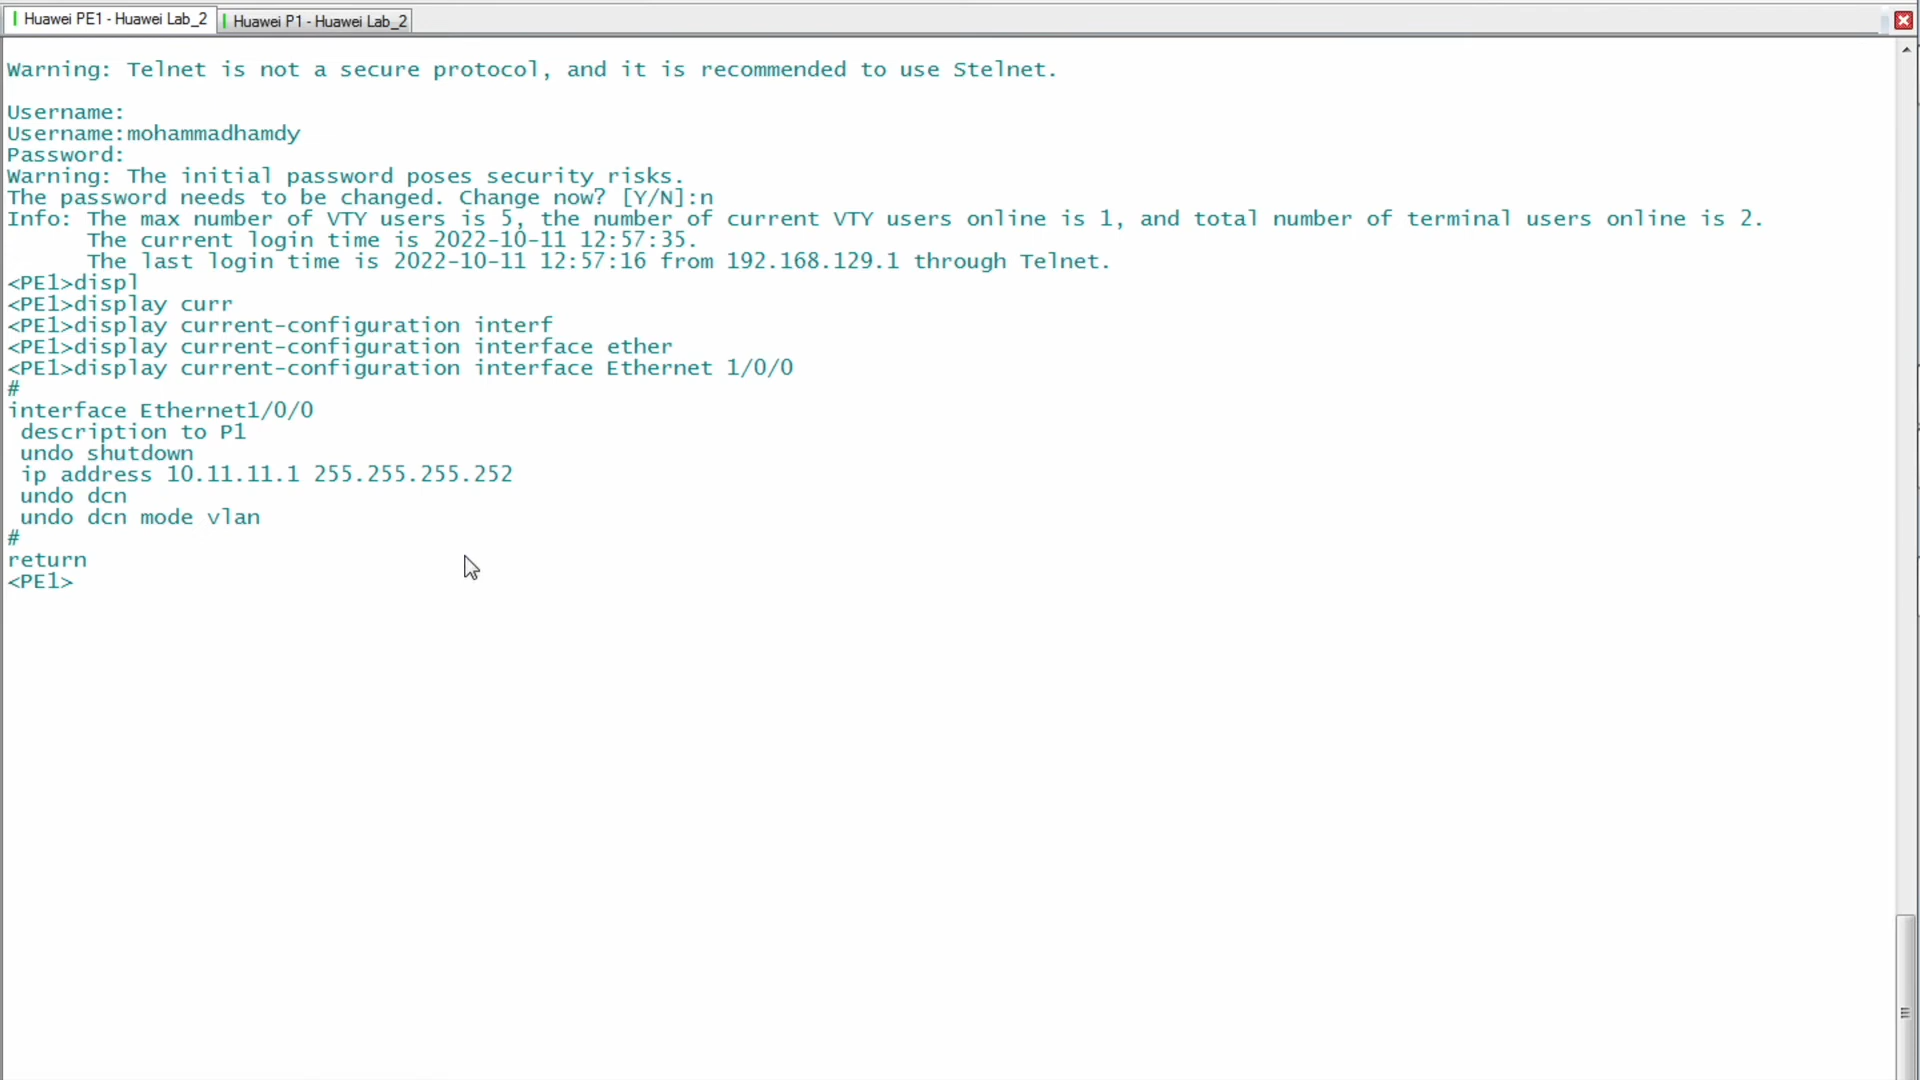 Huawei PE1 - Huawei Lab_2
Huawei P1 - Huawei Lab_2
Warning: Telnet is not a secure protocol, and it is recommended to use Stelnet.
Username:
Username:mohammadhamdy
Password:
Warning: The initial password poses security risks.
The password needs to be changed. Change now? [Y/N]:n
Info: The max number of VTY users is 5, the number of current VTY users online is 1, and total number of terminal users online is 2.
      The current login time is 2022-10-11 12:57:35.
      The last login time is 2022-10-11 12:57:16 from 192.168.129.1 through Telnet.
<PE1>displ
<PE1>display curr
<PE1>display current-configuration interf
<PE1>display current-configuration interface ether
<PE1>display current-configuration interface Ethernet 1/0/0
#
interface Ethernet1/0/0
 description to P1
 undo shutdown
 ip address 10.11.11.1 255.255.255.252
 undo dcn
 undo dcn mode vlan
#
return
<PE1>